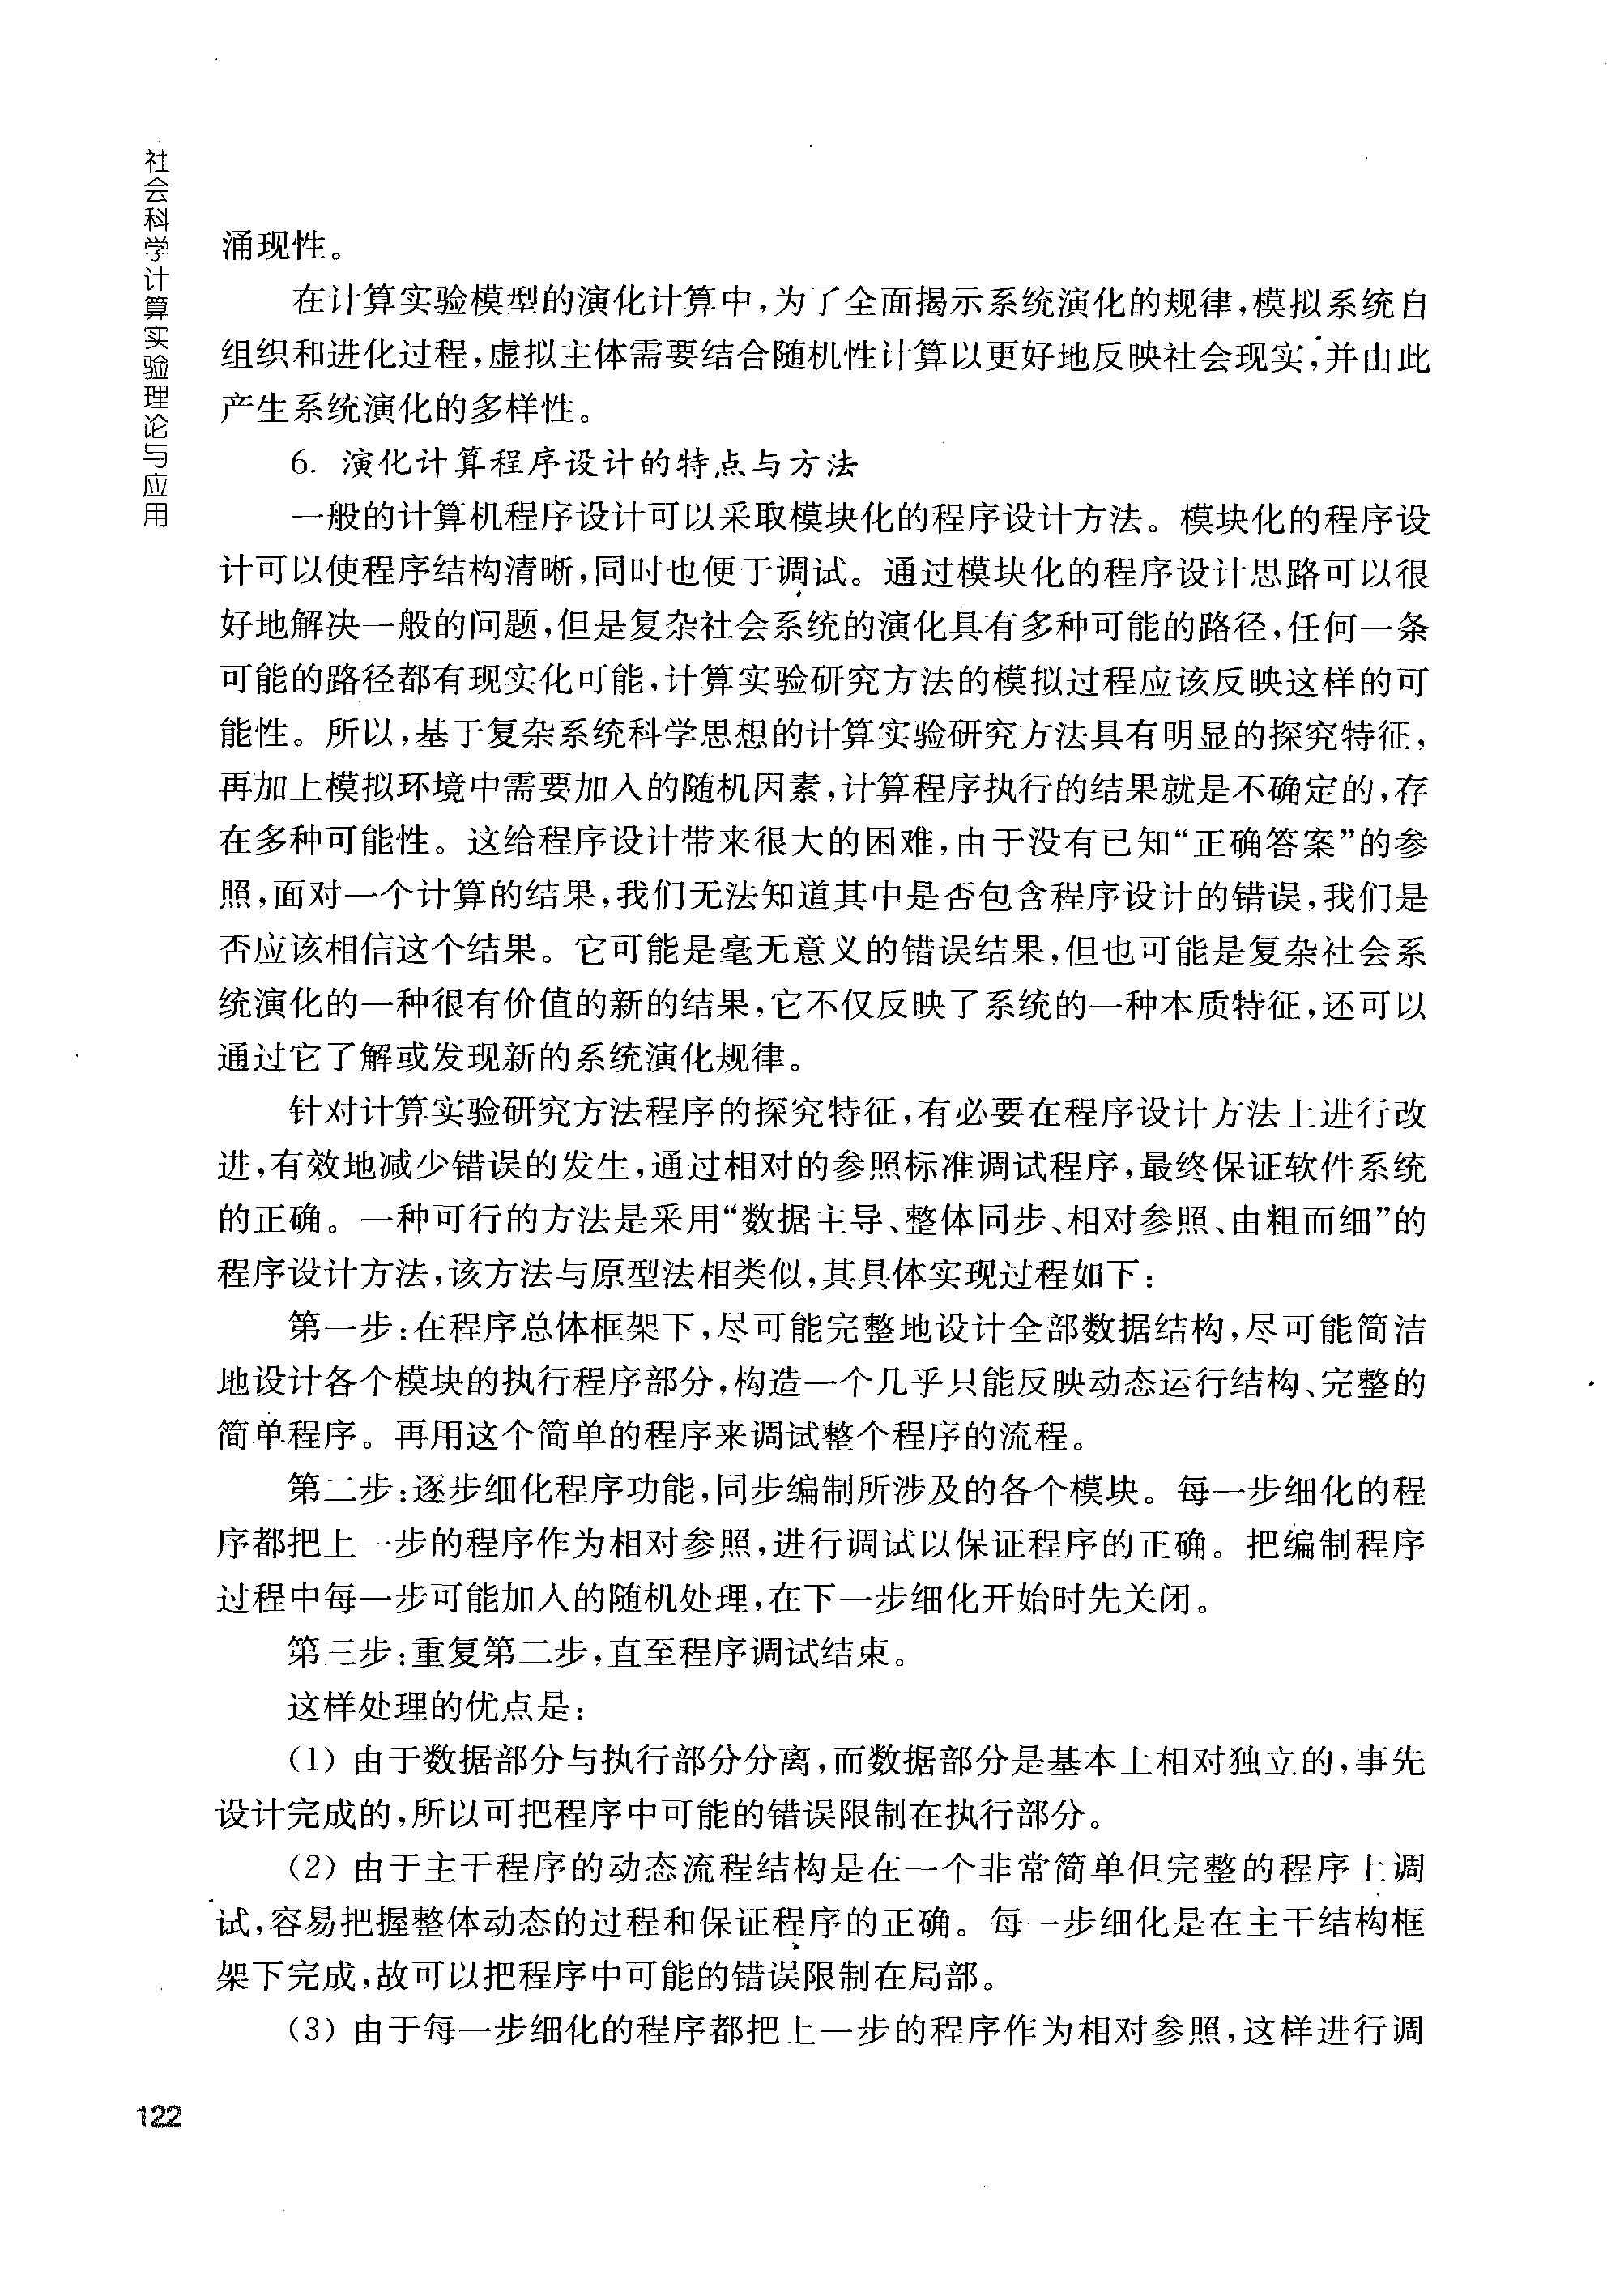 社会科学计算实验理论与应用
涌现性。
在计算实验模型的演化计算中,为了全面揭示系统演化的规律,模拟系统自
组织和进化过程,虚拟主体需要结合随机性计算以更好地反映社会现实,并由此
产生系统演化的多样性。
6. 演化计算程序设计的特点与方法
一般的计算机程序设计可以采取模块化的程序设计方法。模块化的程序设
计可以使程序结构清晰,同时也便于调试。通过模块化的程序设计思路可以很
好地解决一般的问题,但是复杂社会系统的演化具有多种可能的路径,任何一条
可能的路径都有现实化可能,计算实验研究方法的模拟过程应该反映这样的可
能性。所以,基于复杂系统科学思想的计算实验研究方法具有明显的探究特征,
再加上模拟环境中需要加入的随机因素,计算程序执行的结果就是不确定的,存
在多种可能性。这给程序设计带来很大的困难,由于没有已知“正确答案”的参
照,面对一个计算的结果,我们无法知道其中是否包含程序设计的错误,我们是
否应该相信这个结果。它可能是毫无意义的错误结果,但也可能是复杂社会系
统演化的一种很有价值的新的结果,它不仅反映了系统的一种本质特征,还可以
通过它了解或发现新的系统演化规律。
针对计算实验研究方法程序的探究特征,有必要在程序设计方法上进行改
进,有效地减少错误的发生,通过相对的参照标准调试程序,最终保证软件系统
的正确。一种可行的方法是采用“数据主导、整体同步、相对参照、由粗而细”的
程序设计方法,该方法与原型法相类似,其具体实现过程如下:
第一步:在程序总体框架下,尽可能完整地设计全部数据结构,尽可能简洁
地设计各个模块的执行程序部分,构造一个几乎只能反映动态运行结构、完整的
简单程序。再用这个简单的程序来调试整个程序的流程。
第二步:逐步细化程序功能,同步编制所涉及的各个模块。每一步细化的程
序都把上一步的程序作为相对参照,进行调试以保证程序的正确。把编制程序
过程中每一步可能加入的随机处理,在下一步细化开始时先关闭。
第三步:重复第二步,直至程序调试结束。
这样处理的优点是:
(1) 由于数据部分与执行部分分离,而数据部分是基本上相对独立的,事先
设计完成的,所以可把程序中可能的错误限制在执行部分。
(2) 由于主干程序的动态流程结构是在一个非常简单但完整的程序上调
试,容易把握整体动态的过程和保证程序的正确。每一步细化是在主干结构框
架下完成,故可以把程序中可能的错误限制在局部。
(3) 由于每一步细化的程序都把上一步的程序作为相对参照,这样进行调
122